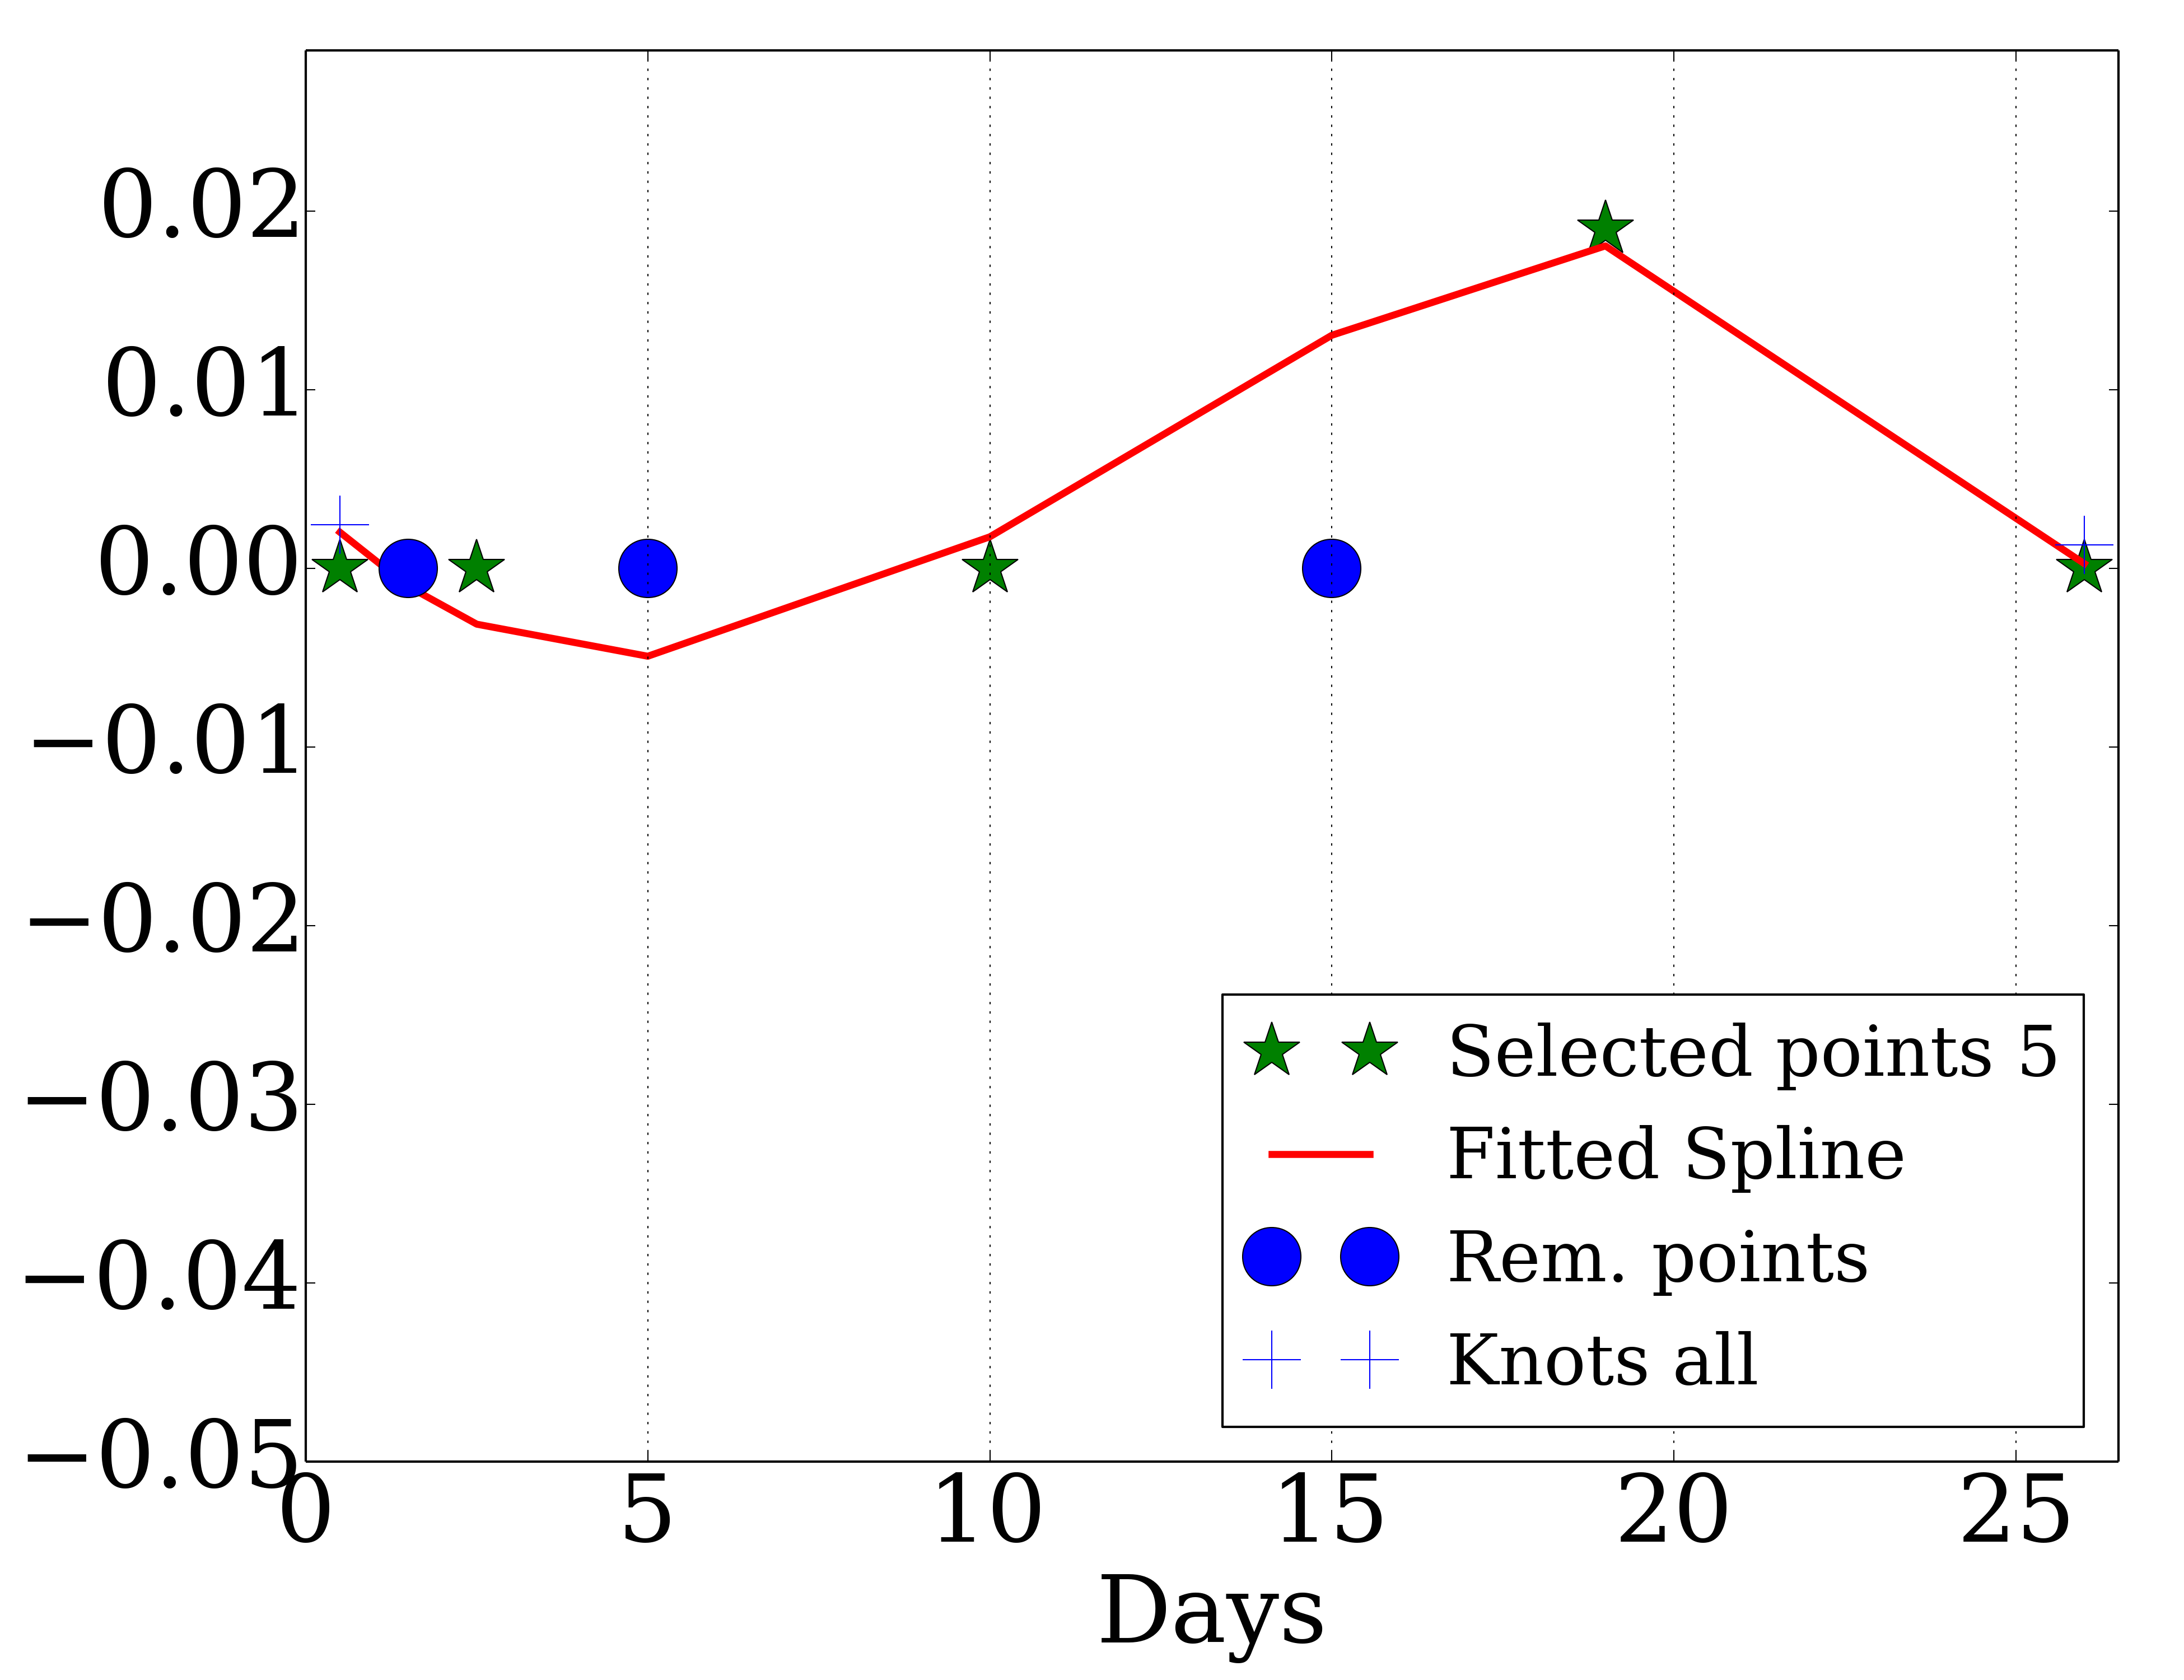 0.02
0.01
0.00
−0.01
−0.02
−0.03
−0.04
−0.05
Selected points 5
Fitted Spline
Rem. points
Knots all
0 5 10 15 20 25
Days